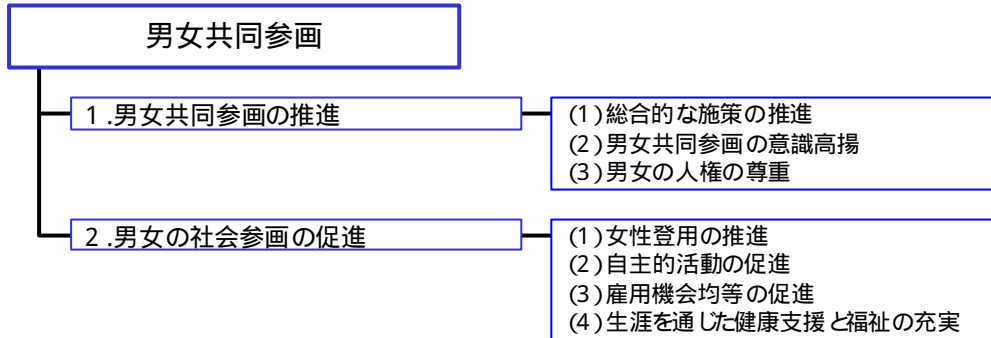 男女共同参画
1.男女共同参画の推進
(1)総合的な施策の推進
(2)男女共同参画の意識高揚
(3)男女の人権の尊重
2.男女の社会参画の促進
(1)女性登用の推進
(2)自主的活動の促進
(3)雇用機会均等の促進
(4)生涯を通じた健康支援と福祉の充実